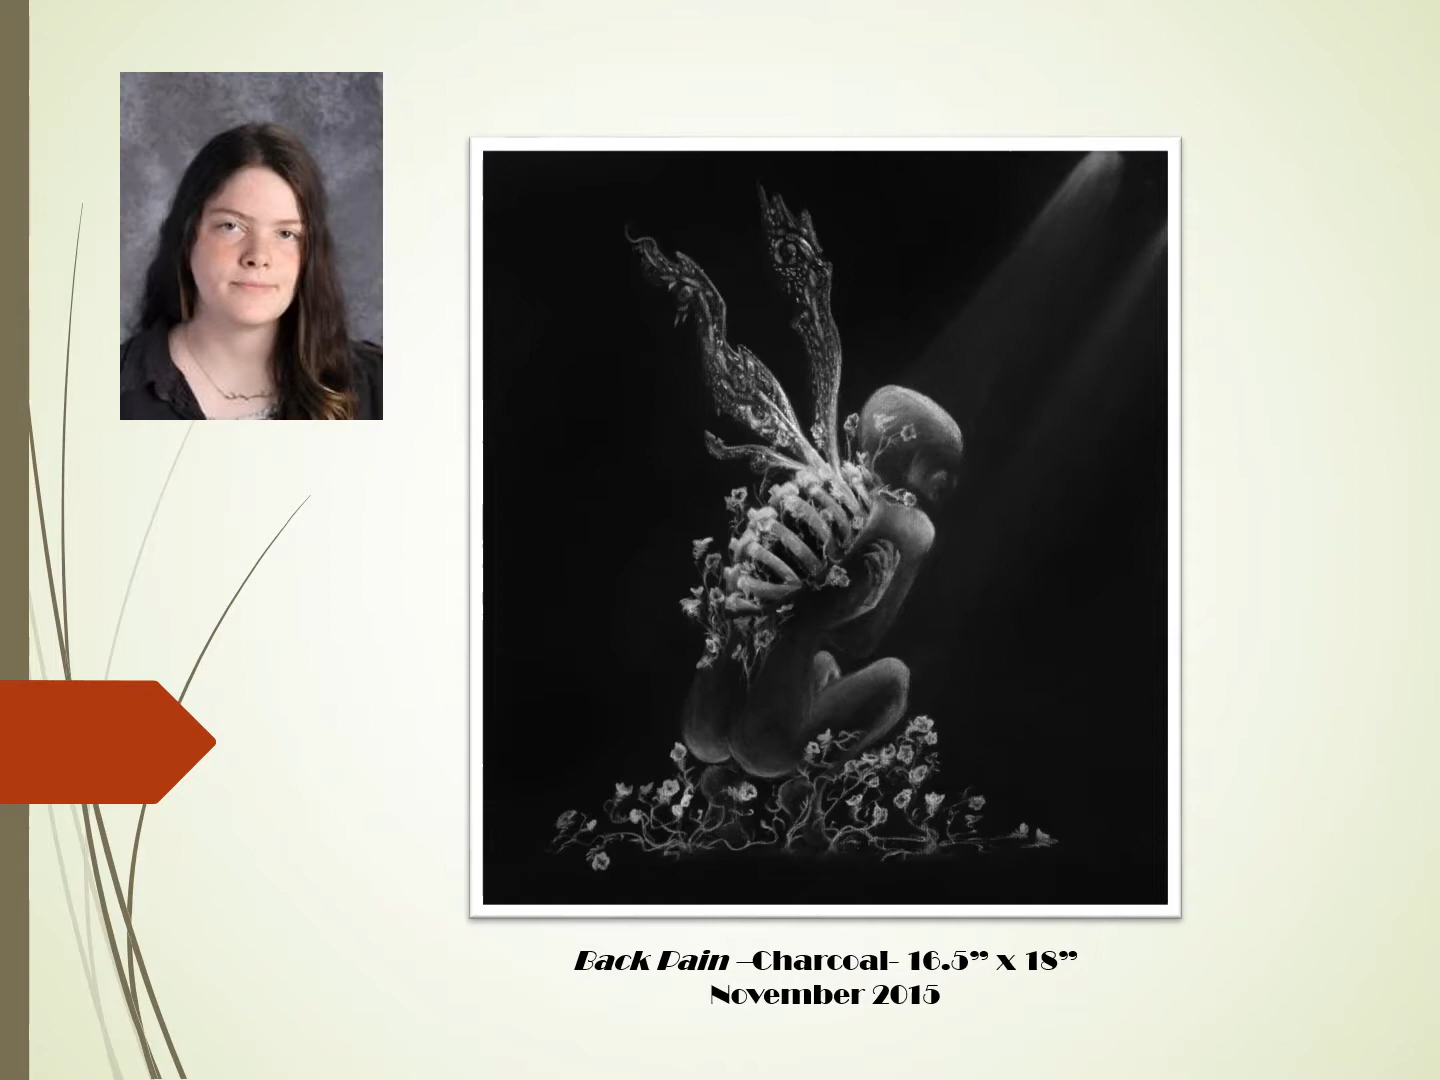 Back Pain –Charcoal- 16.5” x 18”
November 2015